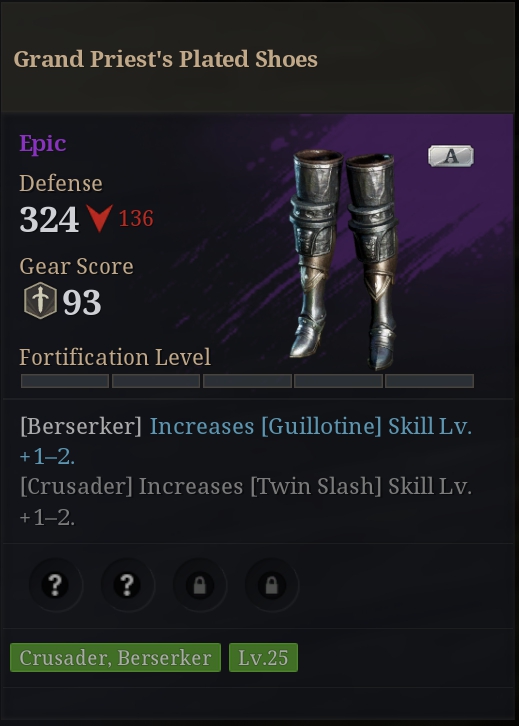 Grand Priest's Plated Shoes
Epic
A
Defense
324 136
Gear Score
93
Fortification Level
[Berserker] Increases [Guillotine] Skill Lv.
+1–2.
[Crusader] Increases [Twin Slash] Skill Lv.
+1–2.
? ?
Crusader, Berserker Lv.25